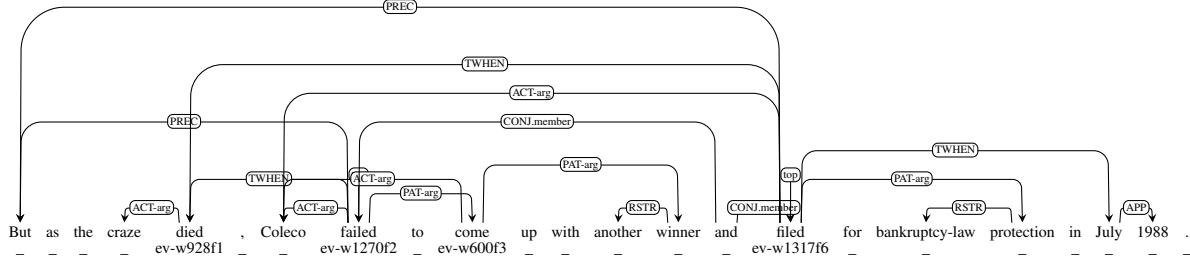 PREC
TWHEN
ACT-arg
PREC CONJ.member
TWHEN
PAT-arg
top
TWHEN ACT-arg PAT-arg
PAT-arg
ACT-arg ACT-arg RSTR CONJ.member RSTR APP
But as the craze died , Coleco failed to come up with another winner and filed for bankruptcy-law protection in July 1988 .
_ _ _ _ ev-w928f1 _ _ ev-w1270f2 _ ev-w600f3 _ _ _ _ _ ev-w1317f6 _ _ _ _ _ _ _